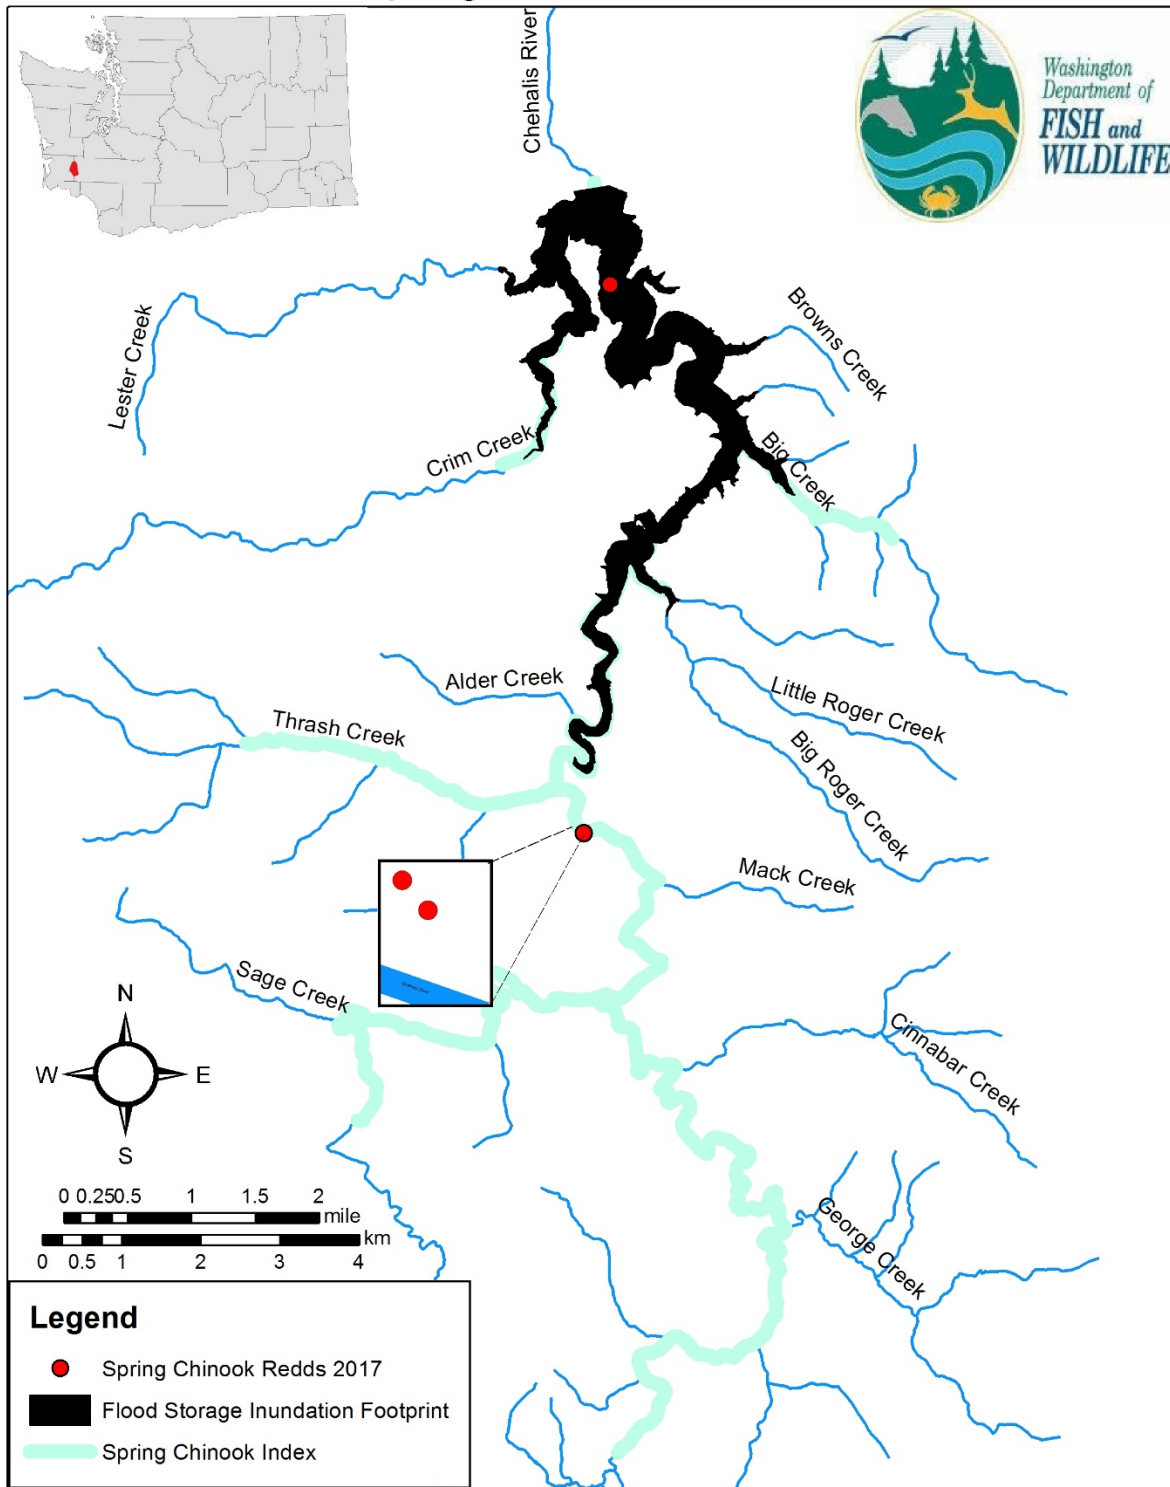 Chehalis River
Washington
Department of
FISH and
WILDLIFE
Lester Creek
Browns Creek
Crim Creek
Big Creek
Alder Creek
Thrash Creek
Little Roger Creek
Big Roger Creek
Mack Creek
Sage Creek
Cinnabar Creek
George Creek
N
W E
S
0 0.25 0.5 1 1.5 2
mile
km
0 0.5 1 2 3 4
Legend
Spring Chinook Redds 2017
Flood Storage Inundation Footprint
Spring Chinook Index